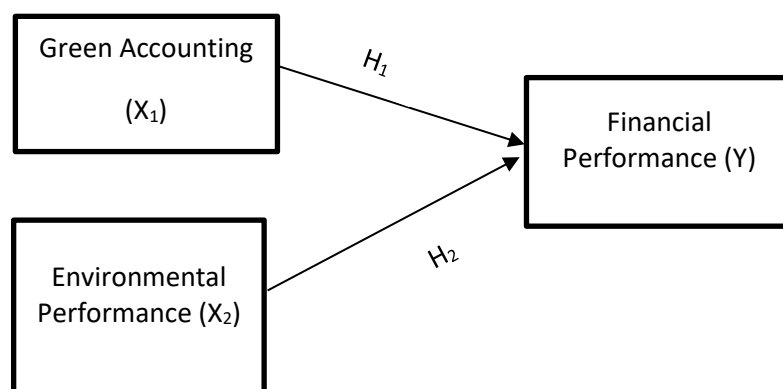 Green Accounting
(X₁)
H₁
Financial
Performance (Y)
Environmental
Performance (X₂)
H₂